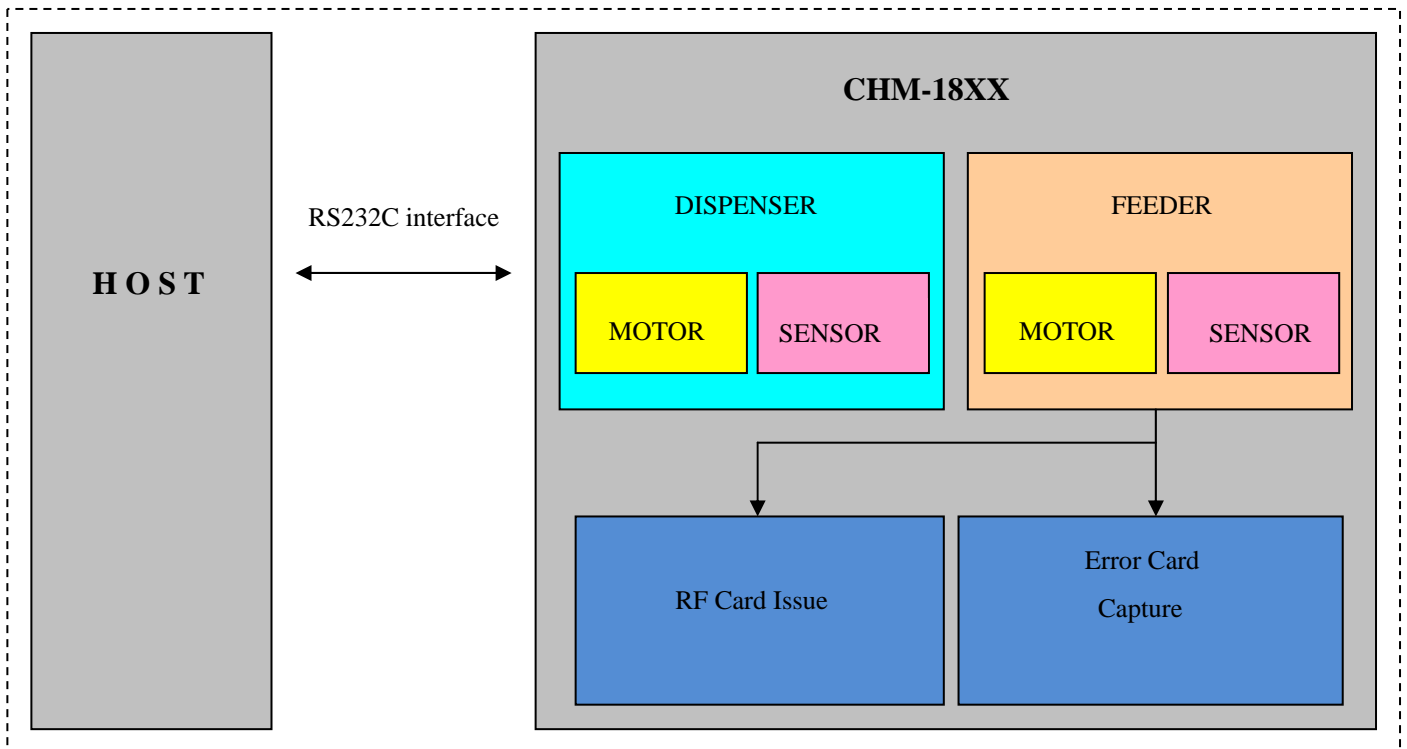 CHM-18XX
H O S T
RS232C interface
DISPENSER
MOTOR
SENSOR
FEEDER
MOTOR
SENSOR
RF Card Issue
Error Card
Capture